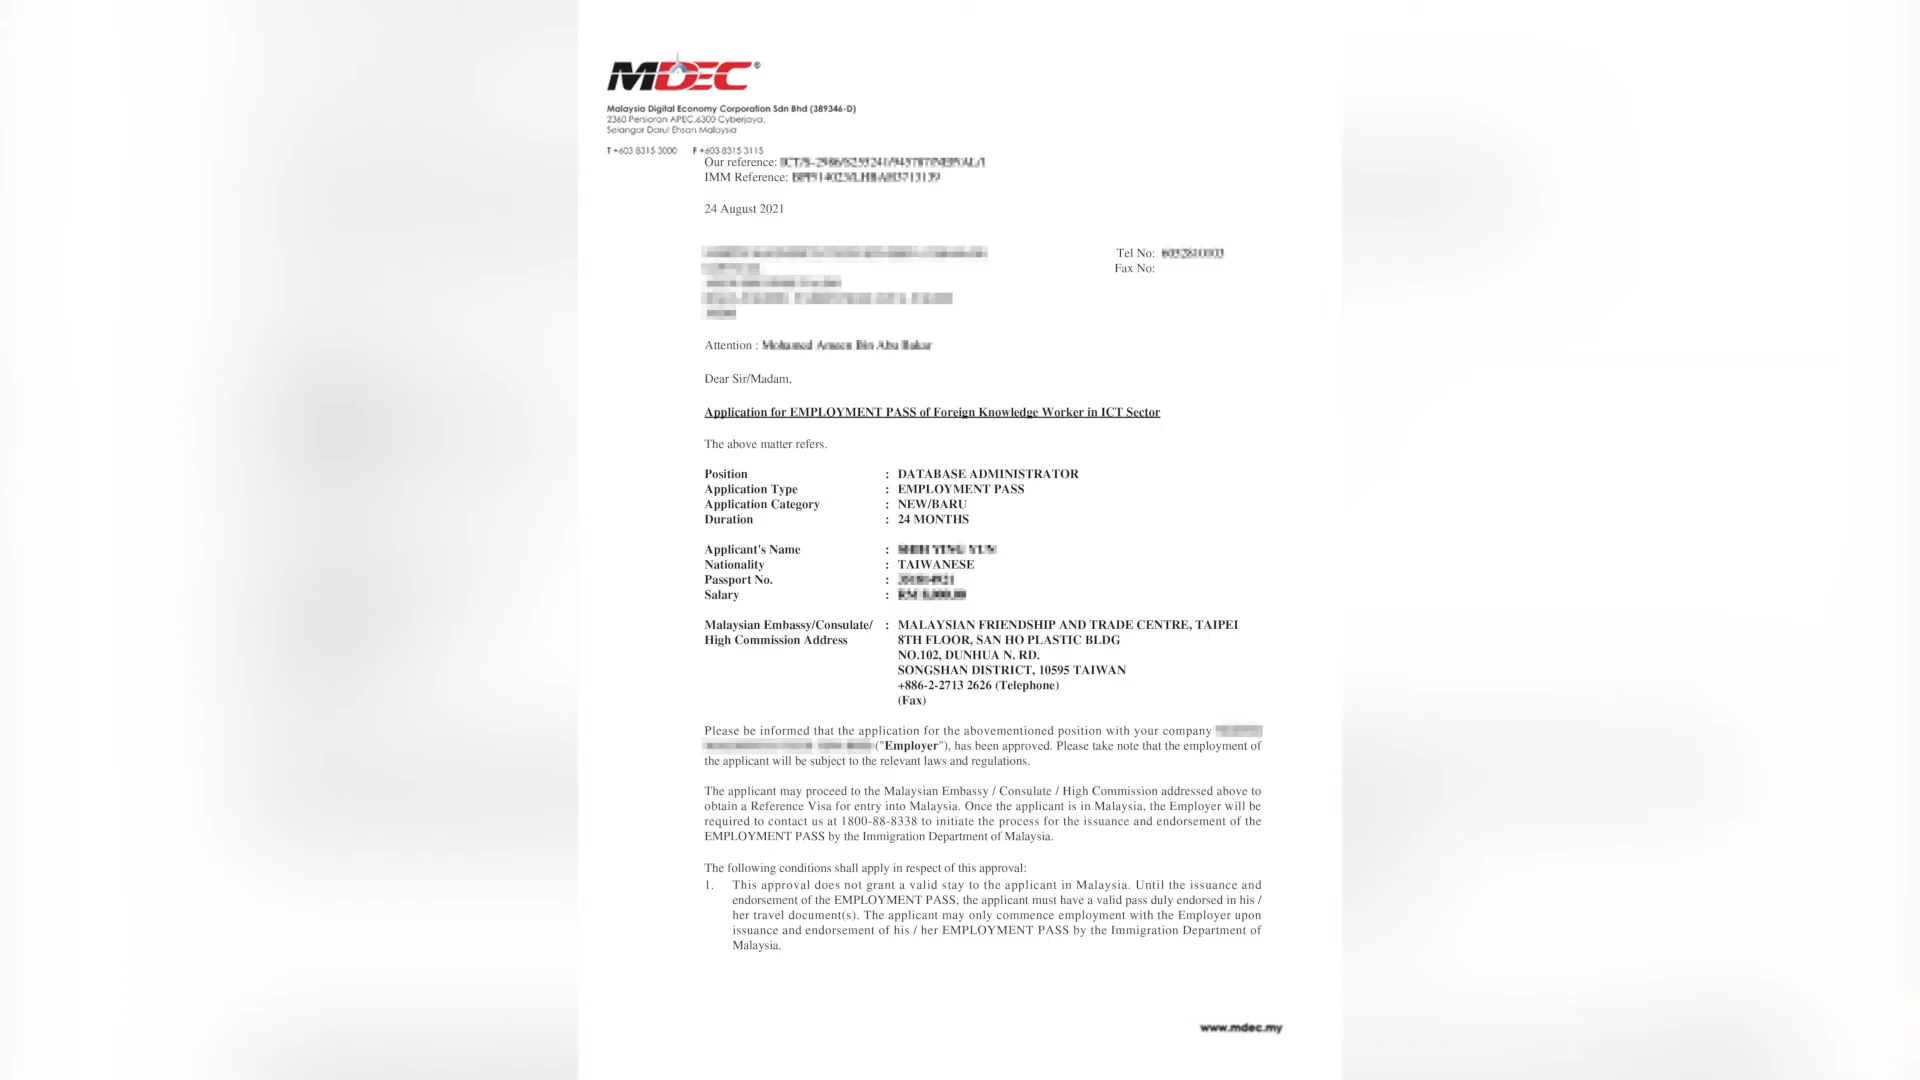 MDEC®
Malaysia Digital Economy Corporation Sdn Bhd (389346-D)
2360 Persiaran APEC,6300 Cyberjaya,
Selangor Darul Ehsan Malaysia
T +603 8315 3000 F +603 8315 3115
Our reference:
IMM Reference:
24 August 2021
Tel No:
Fax No:
Attention :
Dear Sir/Madam,
Application for EMPLOYMENT PASS of Foreign Knowledge Worker in ICT Sector
The above matter refers.
Position : DATABASE ADMINISTRATOR
Application Type : EMPLOYMENT PASS
Application Category : NEW/BARU
Duration : 24 MONTHS
Applicant's Name :
Nationality : TAIWANESE
Passport No. :
Salary :
Malaysian Embassy/Consulate/ : MALAYSIAN FRIENDSHIP AND TRADE CENTRE, TAIPEI
High Commission Address 8TH FLOOR, SAN HO PLASTIC BLDG
NO.102, DUNHUA N. RD.
SONGSHAN DISTRICT, 10595 TAIWAN
+886-2-2713 2626 (Telephone)
(Fax)
Please be informed that the application for the abovementioned position with your company
("Employer"), has been approved. Please take note that the employment of
the applicant will be subject to the relevant laws and regulations.
The applicant may proceed to the Malaysian Embassy / Consulate / High Commission addressed above to
obtain a Reference Visa for entry into Malaysia. Once the applicant is in Malaysia, the Employer will be
required to contact us at 1800-88-8338 to initiate the process for the issuance and endorsement of the
EMPLOYMENT PASS by the Immigration Department of Malaysia.
The following conditions shall apply in respect of this approval:
1. This approval does not grant a valid stay to the applicant in Malaysia. Until the issuance and
endorsement of the EMPLOYMENT PASS, the applicant must have a valid pass duly endorsed in his /
her travel document(s). The applicant may only commence employment with the Employer upon
issuance and endorsement of his / her EMPLOYMENT PASS by the Immigration Department of
Malaysia.
www.mdec.my